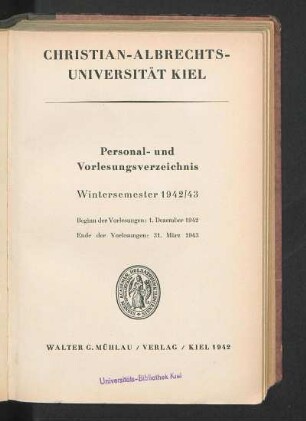 CHRISTIAN-ALBRECHTS-
UNIVERSITÄT KIEL
Personal- und
Vorlesungsverzeichnis
Wintersemester 1942/43
Beginn der Vorlesungen: 1. Dezember 1942
Ende der Vorlesungen: 31. März 1943
WALTER G. MÜHLAU / VERLAG / KIEL 1942
Universitäts-Bibliothek Kiel